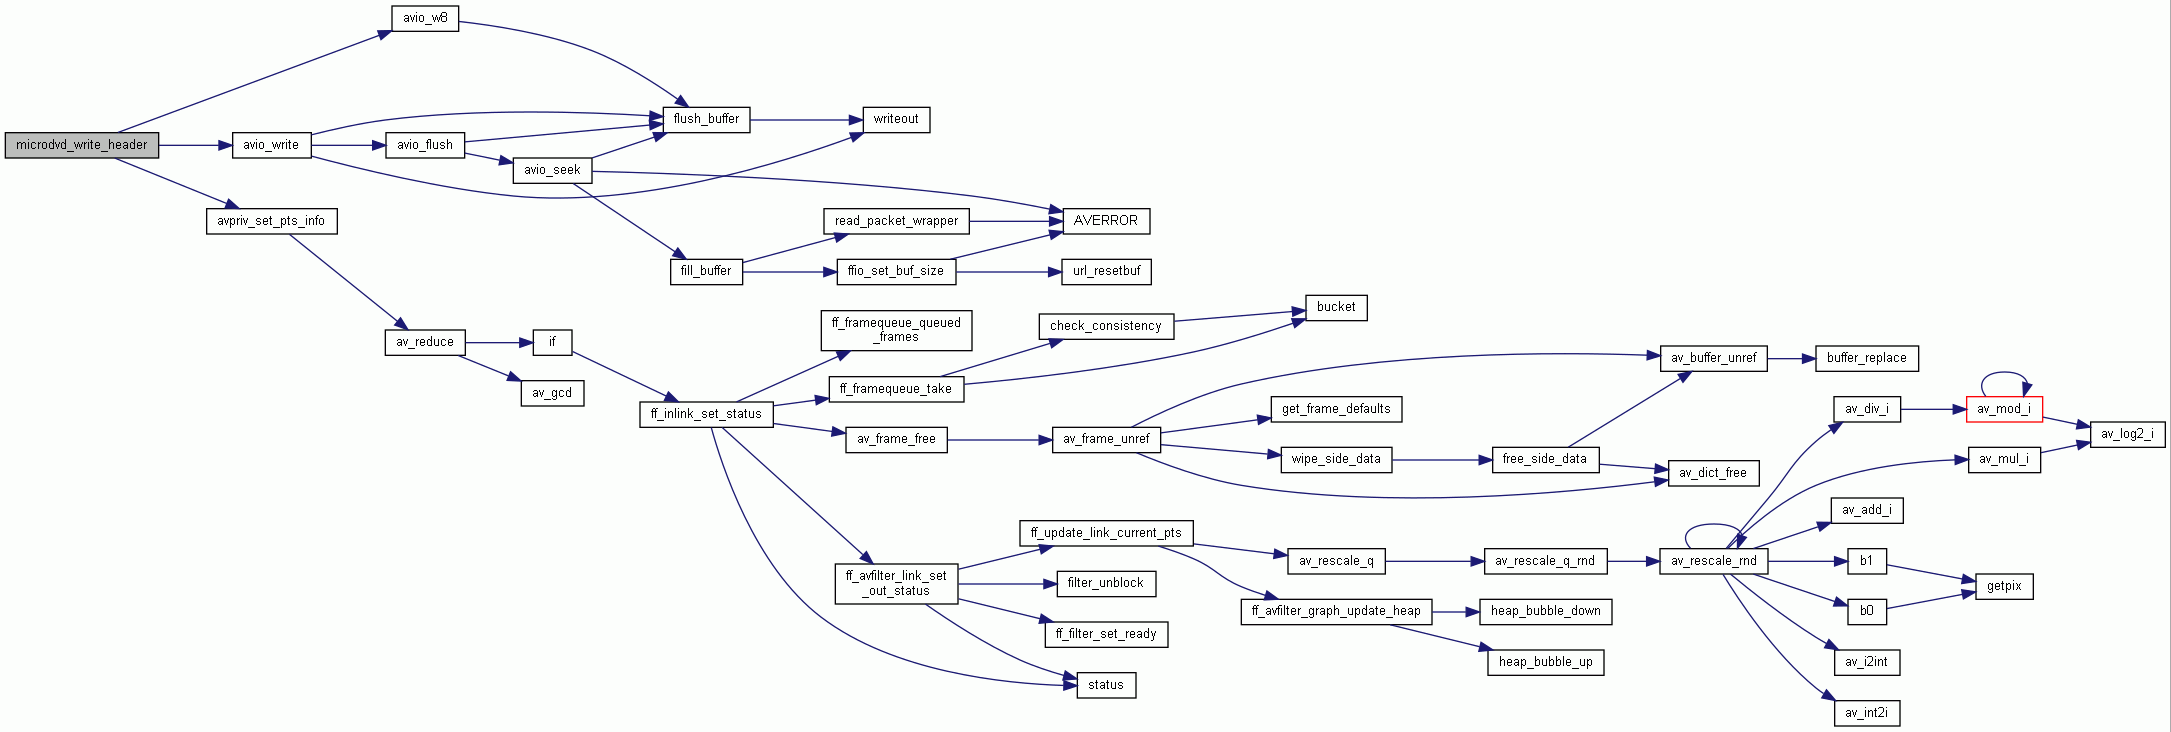 microdvd_write_header
avio_w8
avio_write
avio_flush
avpriv_set_pts_info
flush_buffer
writeout
avio_seek
read_packet_wrapper
AVERROR
fill_buffer
ffio_set_buf_size
url_resetbuf
av_reduce
if
av_gcd
ff_inlink_set_status
ff_framequeue_queued
_frames
ff_framequeue_take
check_consistency
bucket
av_frame_free
av_frame_unref
get_frame_defaults
wipe_side_data
free_side_data
av_buffer_unref
buffer_replace
av_dict_free
ff_avfilter_link_set
_out_status
ff_update_link_current_pts
filter_unblock
ff_filter_set_ready
status
av_rescale_q
av_rescale_q_rnd
av_rescale_rnd
ff_avfilter_graph_update_heap
heap_bubble_down
heap_bubble_up
av_div_i
av_mod_i
av_log2_i
av_mul_i
av_add_i
b1
b0
getpix
av_i2int
av_int2i